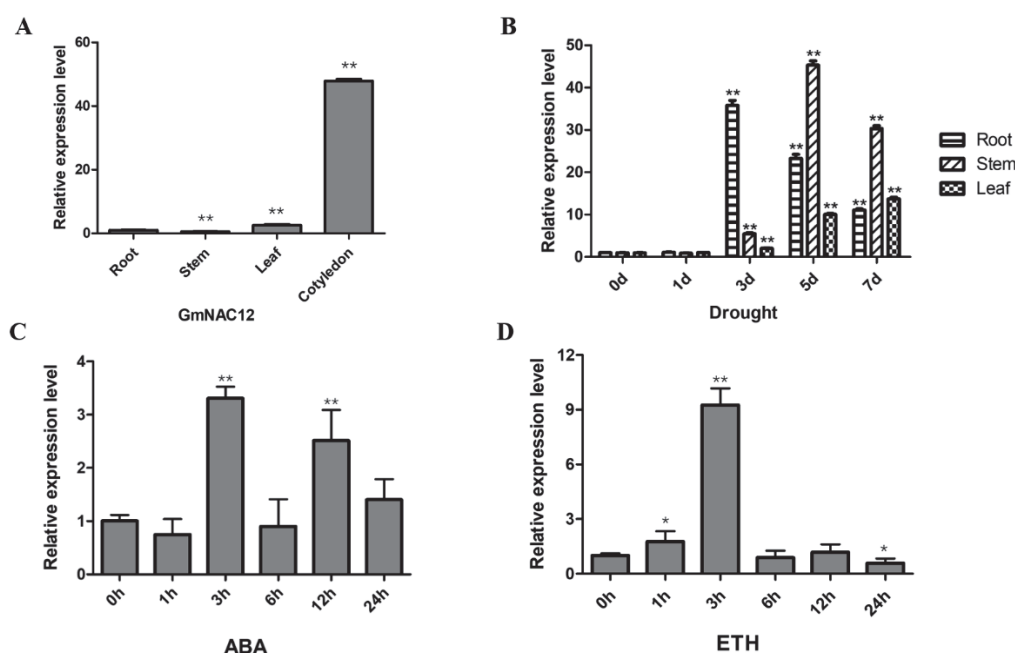 A
Relative expression level
60
40
20
0
**
**
**
Root
Stem
Leaf
Cotyledon
GmNAC12
B
Relative expression level
50
40
30
20
10
0
**
**
**
**
**
**
**
**
**
0d
1d
3d
5d
7d
Drought
Root
Stem
Leaf
C
Relative expression level
4
3
2
1
0
**
**
0h
1h
3h
6h
12h
24h
ABA
D
Relative expression level
12
9
6
3
0
*
**
*
0h
1h
3h
6h
12h
24h
ETH